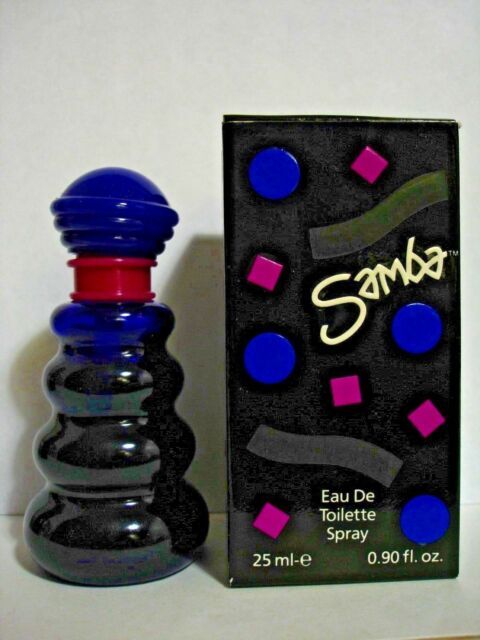 Samba™
Eau De
Toilette
Spray
25 ml-e 0.90 fl. oz.